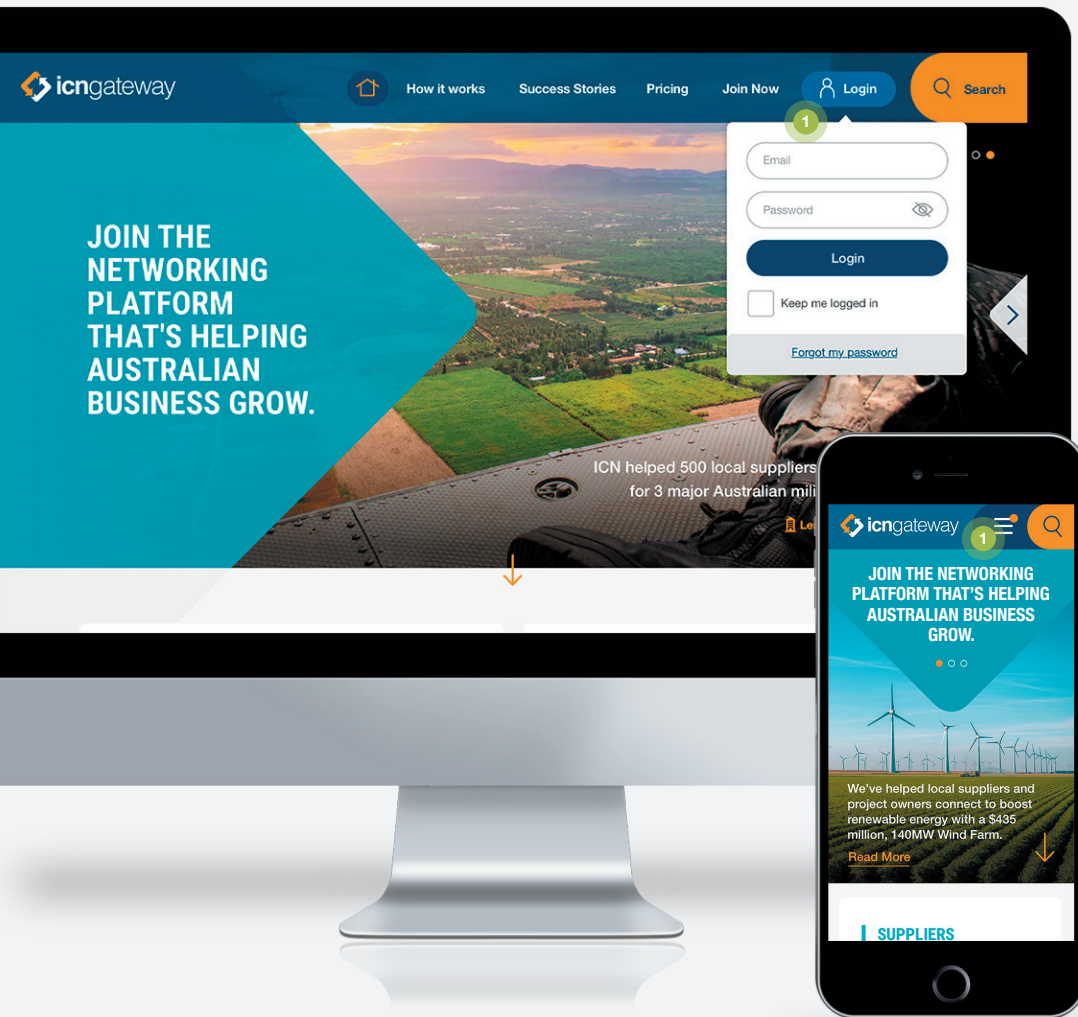 icngateway
How it works
Success Stories
Pricing
Join Now
Login
Search
1
Email
Password
Login
Keep me logged in
Forgot my password
JOIN THE
NETWORKING
PLATFORM
THAT'S HELPING
AUSTRALIAN
BUSINESS GROW.
ICN helped 500 local suppliers
for 3 major Australian mili
Le
icngateway
1
JOIN THE NETWORKING
PLATFORM THAT'S HELPING
AUSTRALIAN BUSINESS
GROW.
We've helped local suppliers and
project owners connect to boost
renewable energy with a $435
million, 140MW Wind Farm.
Read More
SUPPLIERS